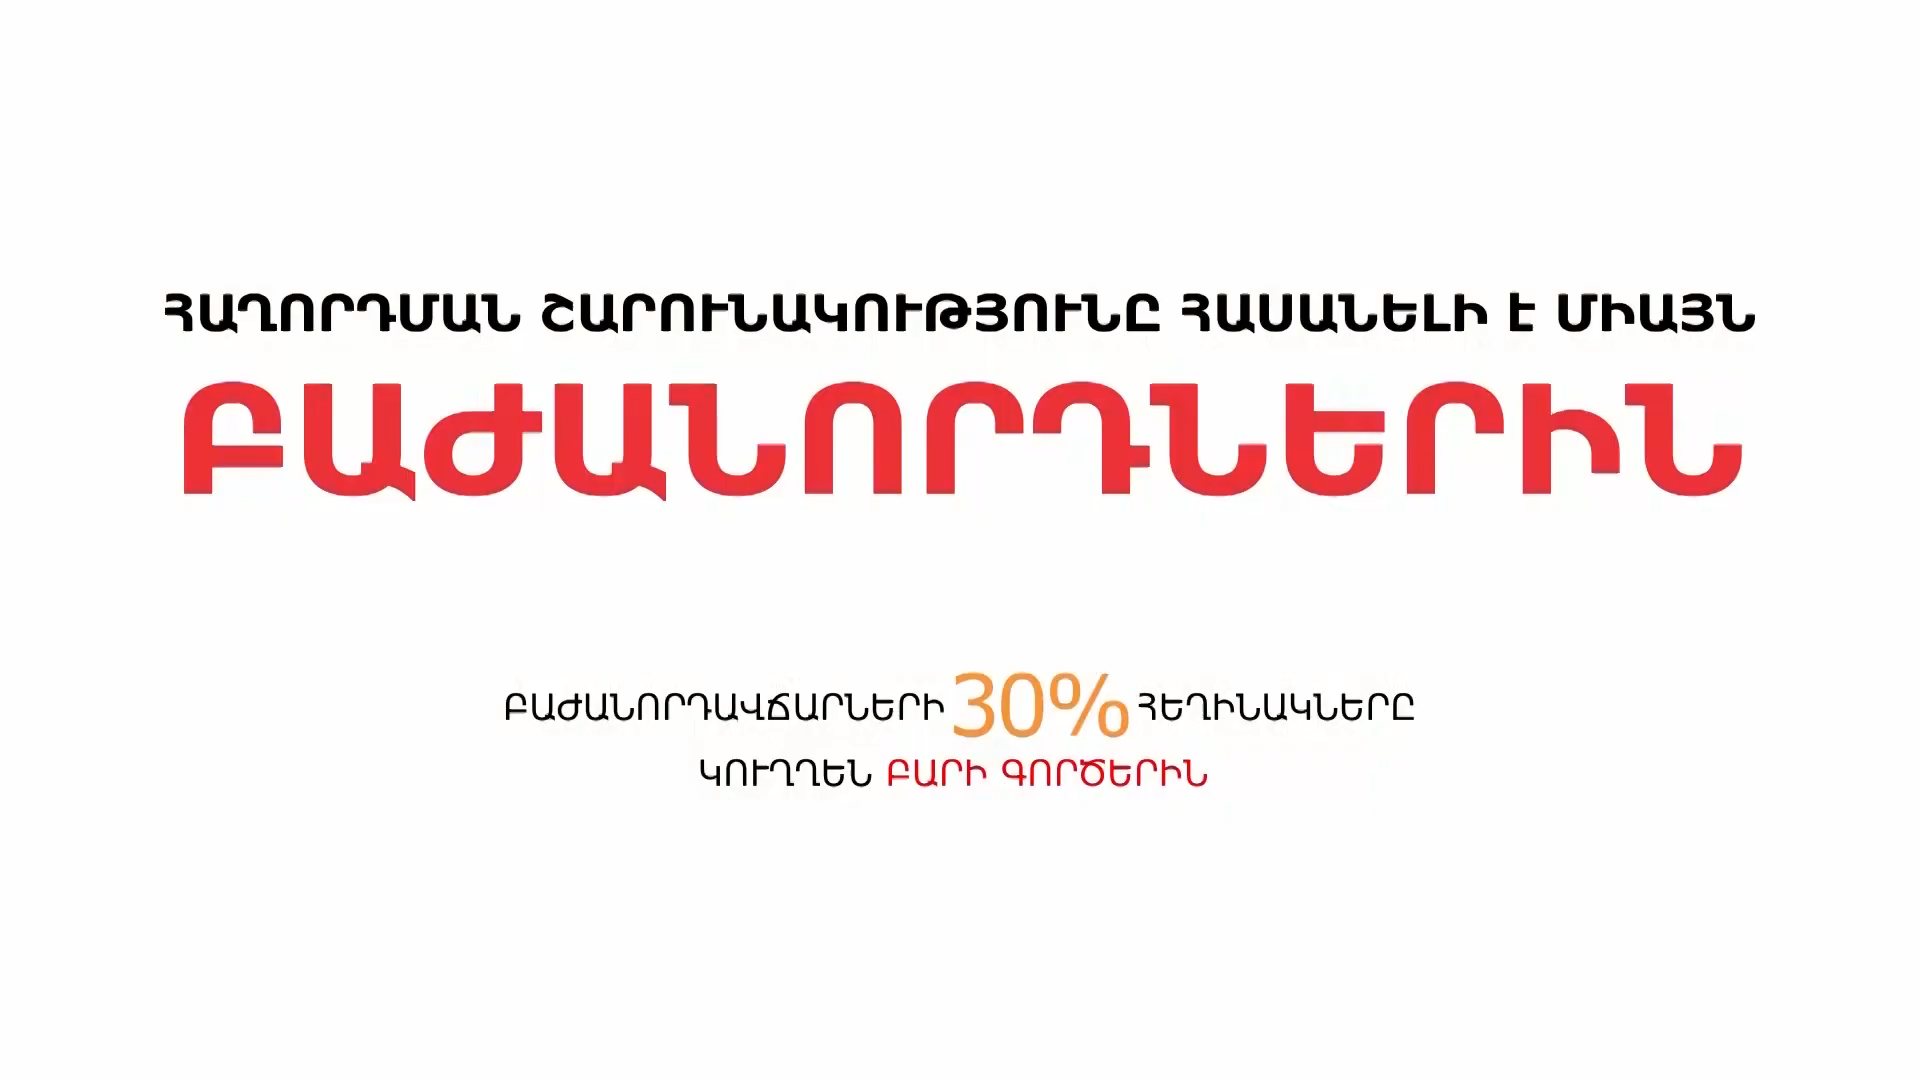 ՀԱՂՈՐԴՄԱՆ ՇԱՐՈՒՆԱԿՈՒԹՅՈՒՆԸ ՀԱՍԱՆԵԼԻ Է ՄԻԱՅՆ
ԲԱԺԱՆՈՐԴՆԵՐԻՆ
ԲԱԺԱՆՈՐԴԱՎՃԱՐՆԵՐԻ 30% ՀԵՂԻՆԱԿՆԵՐԸ
ԿՈՒՂՂԵՆ ԲԱՐԻ ԳՈՐԾԵՐԻՆ